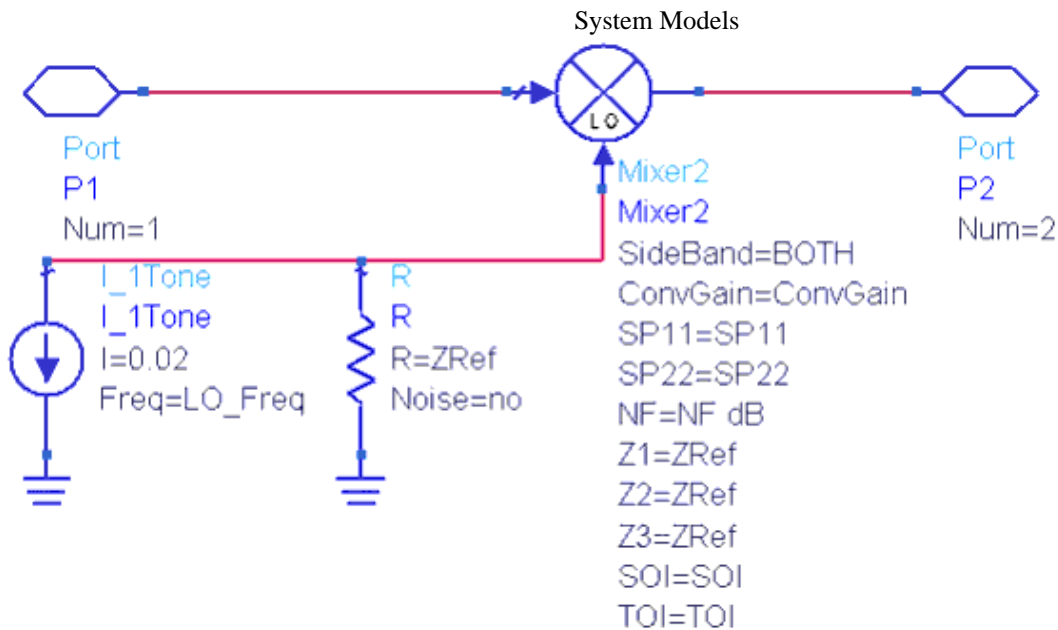 System Models
LO
Port
P1
Num=1
Mixer2
Mixer2
SideBand=BOTH
ConvGain=ConvGain
SP11=SP11
SP22=SP22
NF=NF dB
Z1=ZRef
Z2=ZRef
Z3=ZRef
SOI=SOI
TOI=TOI
Port
P2
Num=2
I_1Tone
I_1Tone
I=0.02
Freq=LO_Freq
R
R
R=ZRef
Noise=no